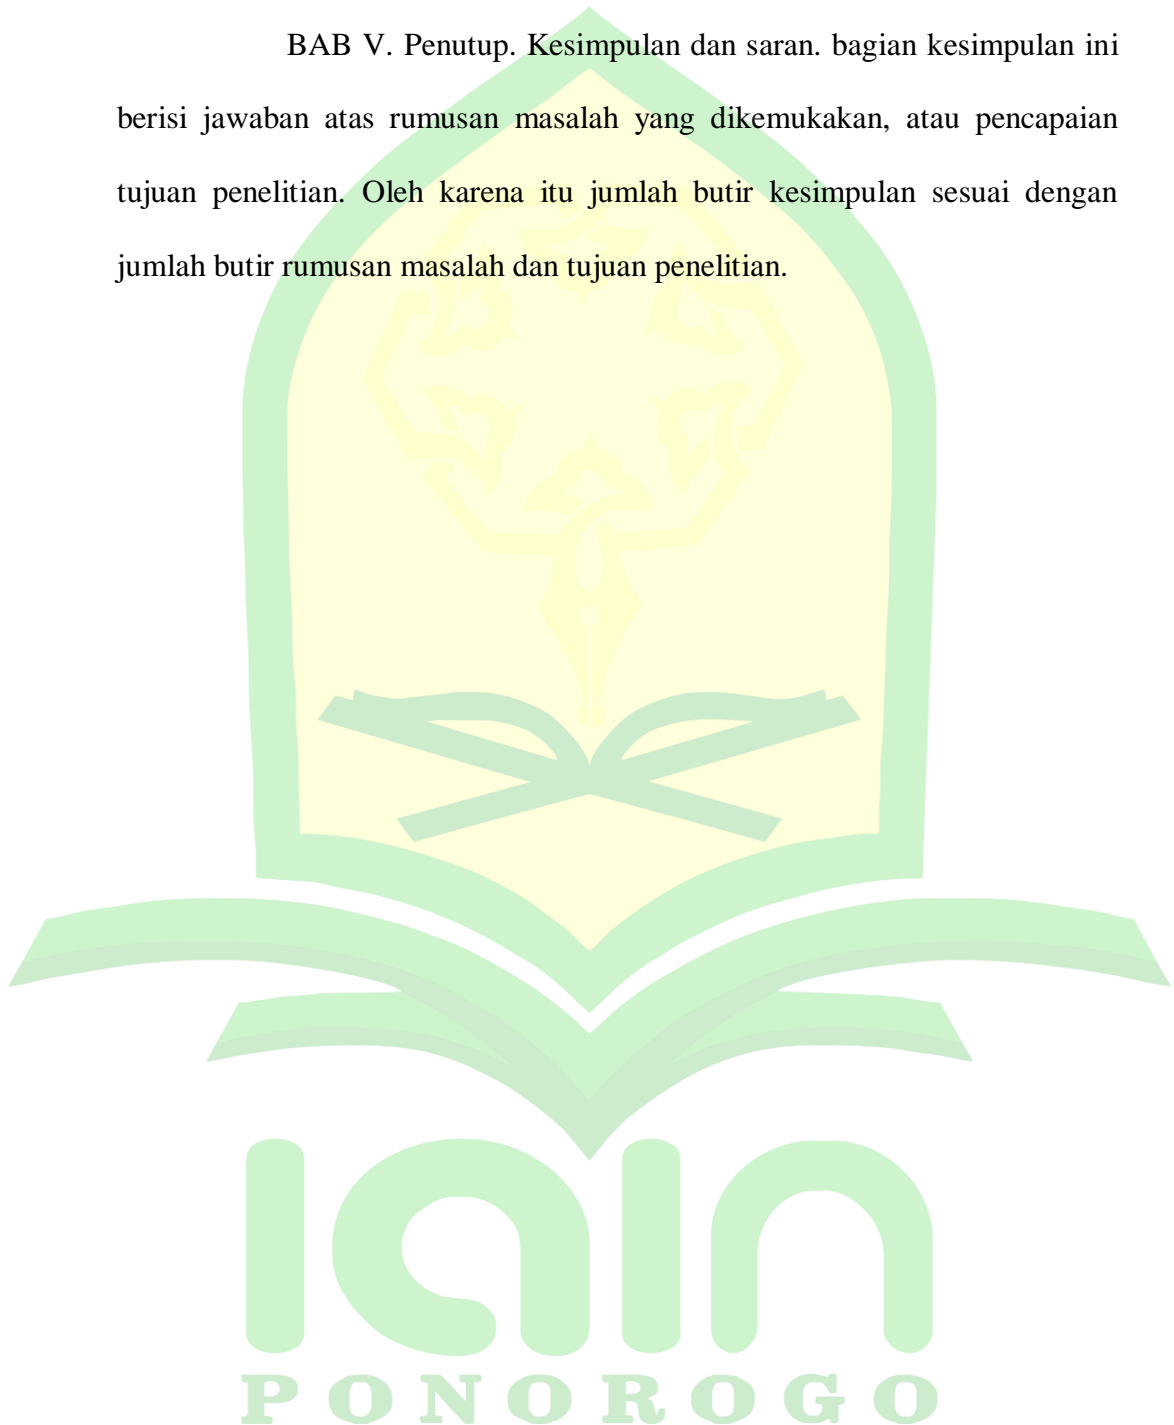 BAB V. Penutup. Kesimpulan dan saran. bagian kesimpulan ini
berisi jawaban atas rumusan masalah yang dikemukakan, atau pencapaian
tujuan penelitian. Oleh karena itu jumlah butir kesimpulan sesuai dengan
jumlah butir rumusan masalah dan tujuan penelitian.
IAIN
PONOROGO